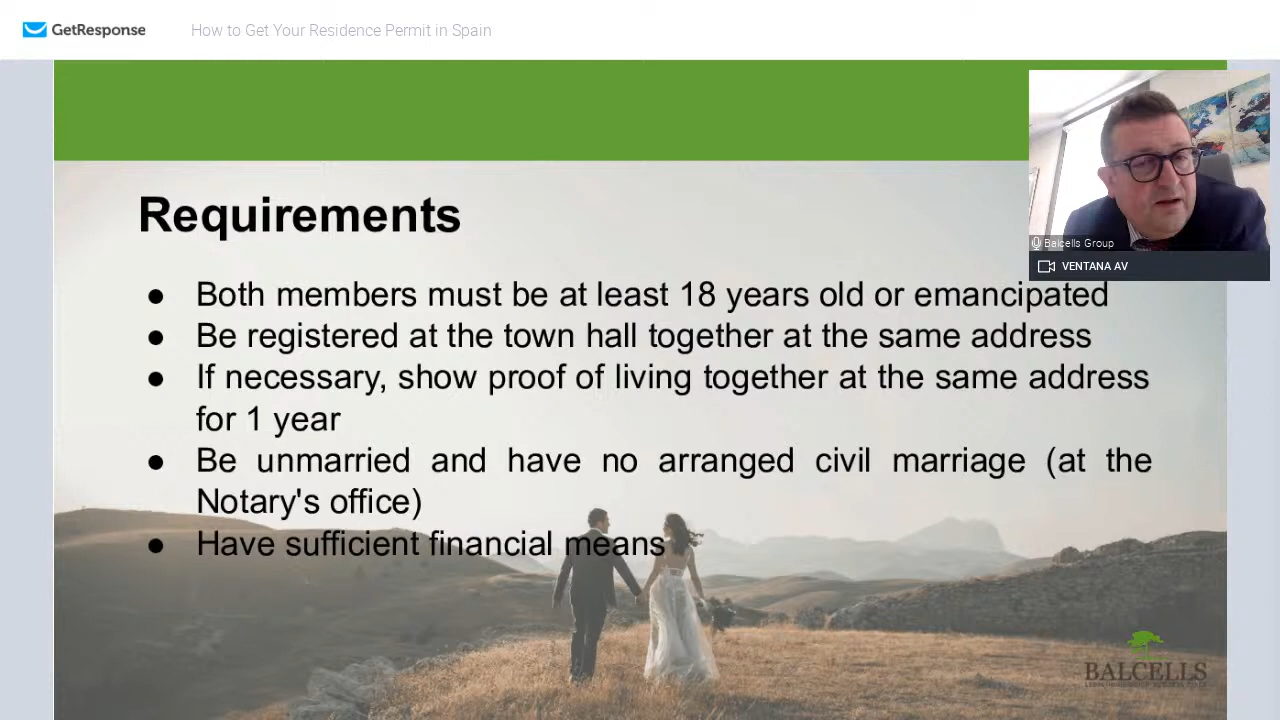 GetResponse
How to Get Your Residence Permit in Spain
Balcells Group
VENTANA AV
Requirements
● Both members must be at least 18 years old or emancipated
● Be registered at the town hall together at the same address
● If necessary, show proof of living together at the same address
for 1 year
● Be unmarried and have no arranged civil marriage (at the
Notary's office)
● Have sufficient financial means
BALCELLS